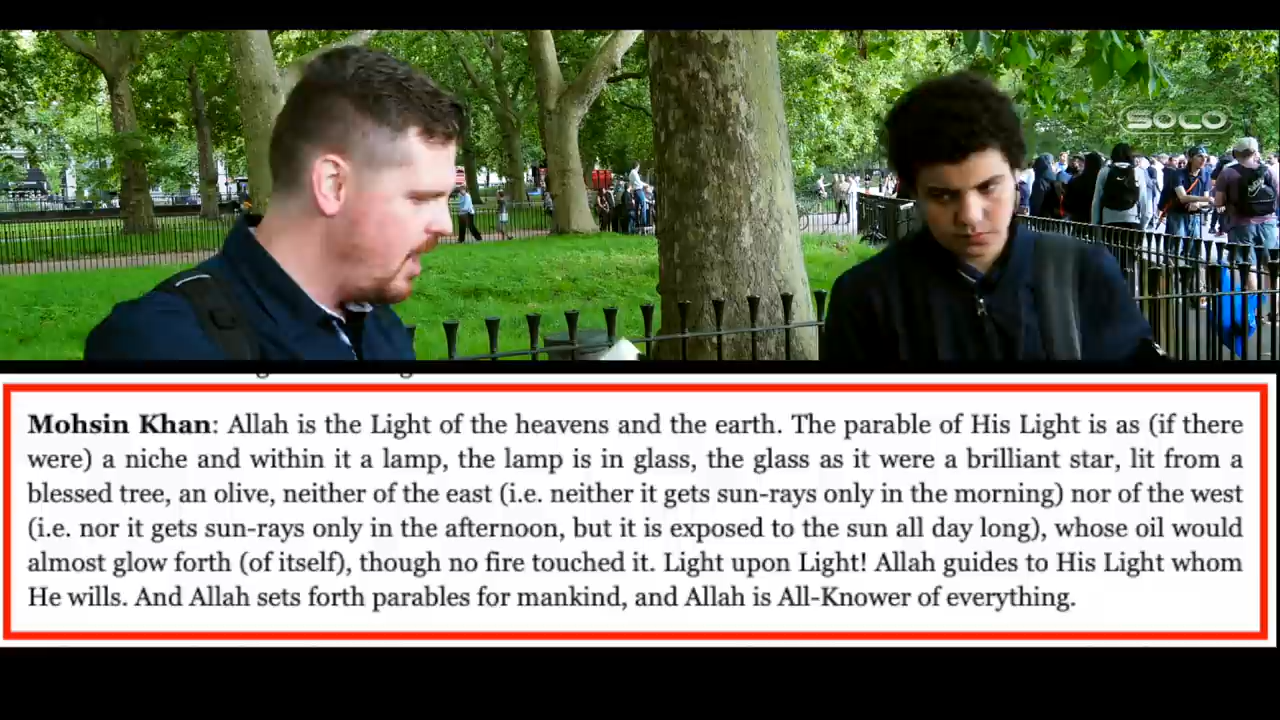 SOCO
Mohsin Khan: Allah is the Light of the heavens and the earth. The parable of His Light is as (if there
were) a niche and within it a lamp, the lamp is in glass, the glass as it were a brilliant star, lit from a
blessed tree, an olive, neither of the east (i.e. neither it gets sun-rays only in the morning) nor of the west
(i.e. nor it gets sun-rays only in the afternoon, but it is exposed to the sun all day long), whose oil would
almost glow forth (of itself), though no fire touched it. Light upon Light! Allah guides to His Light whom
He wills. And Allah sets forth parables for mankind, and Allah is All-Knower of everything.